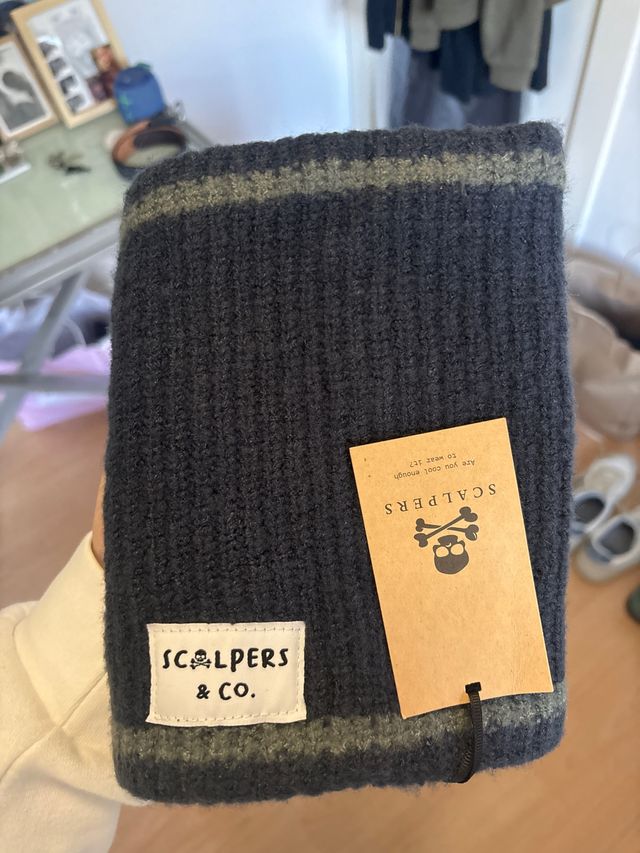 SCALPERS
& CO.
SCALPERS
Are you cool enough
to wear it?